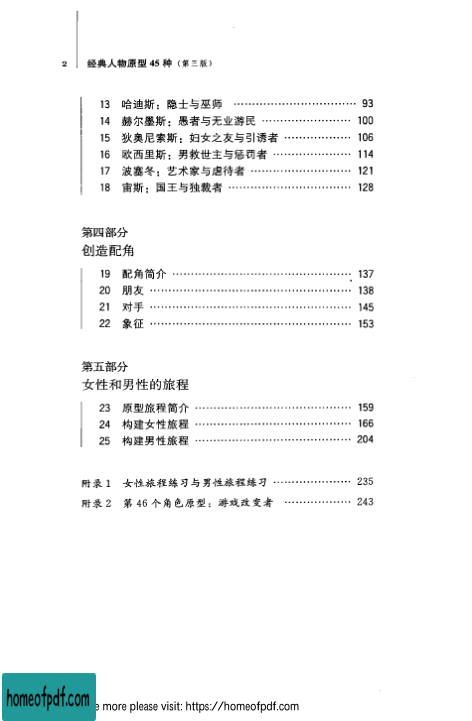 2 经典人物原型 45 种（第三版）
13 哈迪斯：隐士与巫师 ………………………… 93
14 赫尔墨斯：愚者与无业游民 ………………………… 100
15 狄奥尼索斯：妇女之友与引诱者 ………………………… 106
16 欧西里斯：男救世主与惩罚者 ………………………… 114
17 波塞冬：艺术家与虐待者 ………………………… 121
18 宙斯：国王与独裁者 ………………………… 128
第四部分
创造配角
19 配角简介 ………………………… 137
20 朋友 ………………………… 138
21 对手 ………………………… 145
22 象征 ………………………… 153
第五部分
女性和男性的旅程
23 原型旅程简介 ………………………… 159
24 构建女性旅程 ………………………… 166
25 构建男性旅程 ………………………… 204
附录 1 女性旅程练习与男性旅程练习 ………………………… 235
附录 2 第 46 个角色原型：游戏改变者 ………………………… 243
homeofpdf.com
e more please visit: https://homeofpdf.com